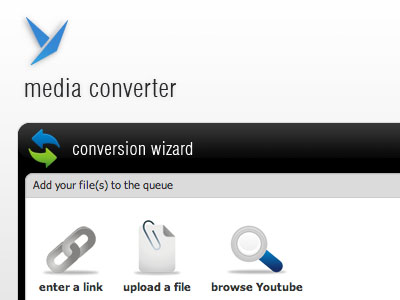 media converter
conversion wizard
Add your file(s) to the queue
enter a link
upload a file
browse Youtube